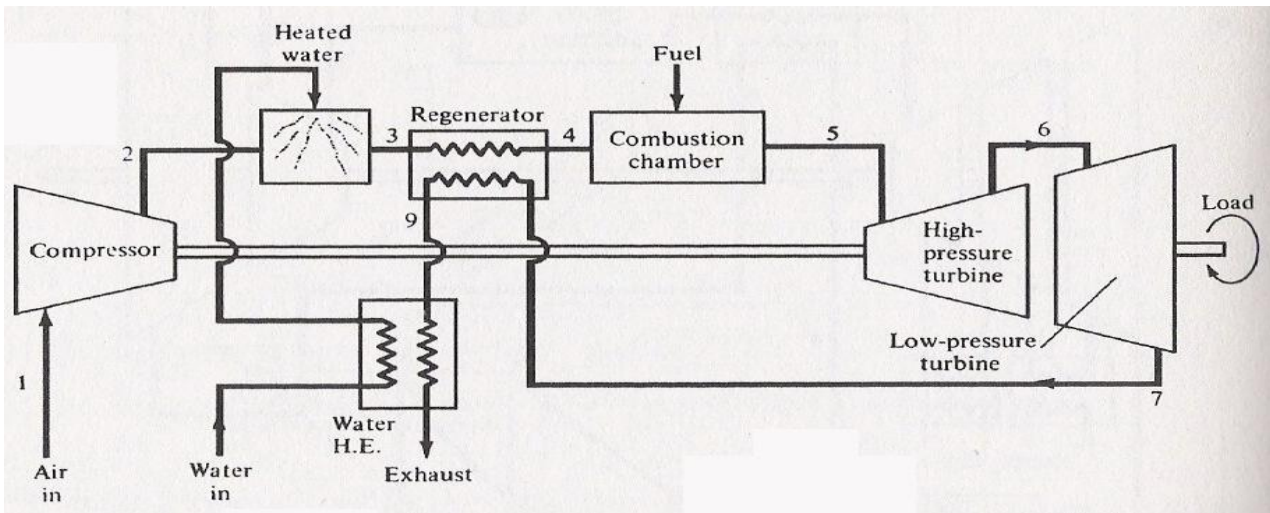 Heated
water
Fuel
Regenerator
2
3
4
Combustion
chamber
5
6
Compressor
9
High-
pressure
turbine
Load
1
Low-pressure
turbine
7
Water
H.E.
Air
in
Water
in
Exhaust